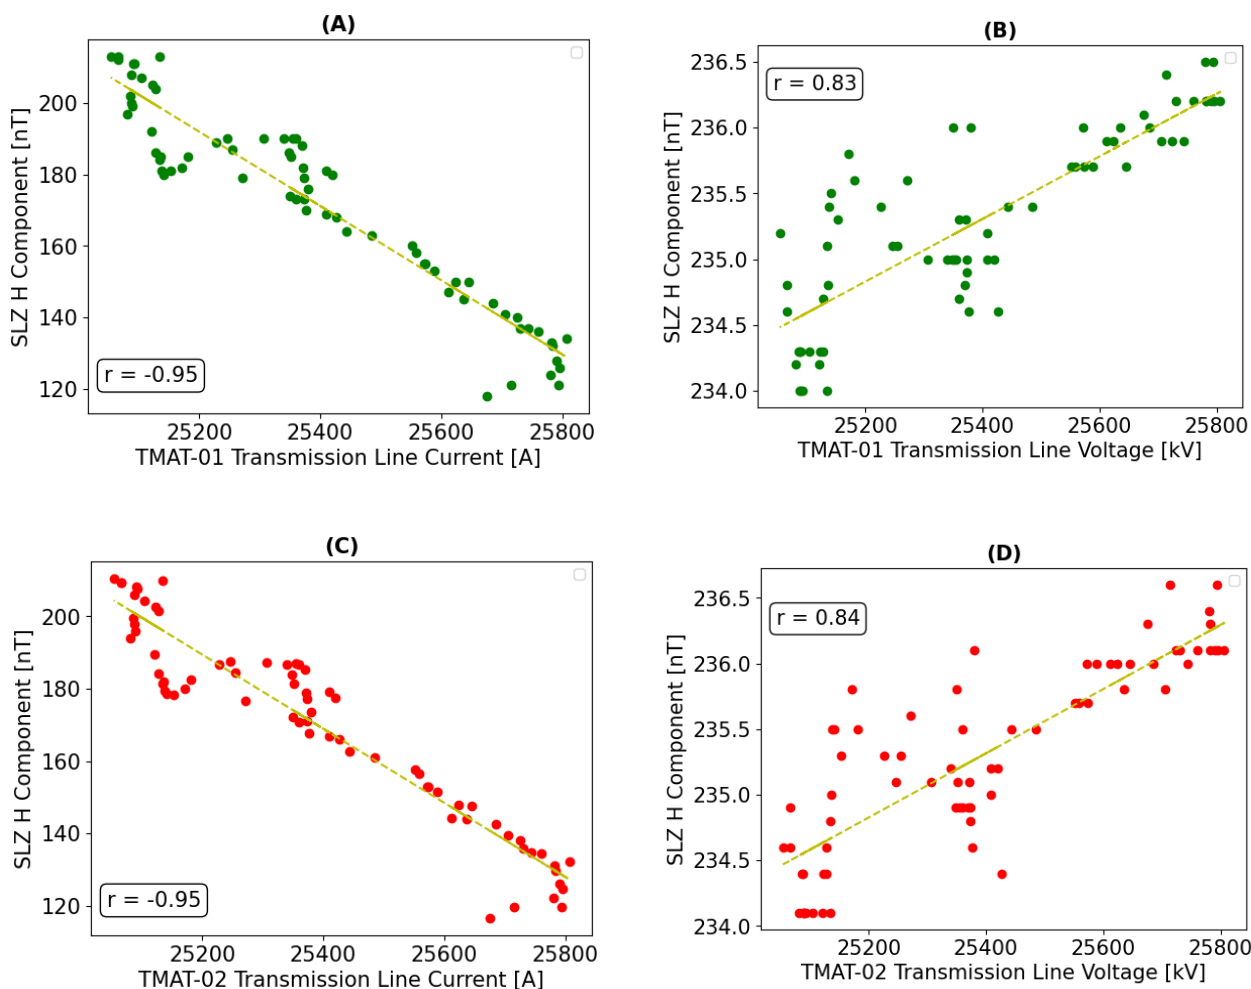 (A)
SLZ H Component [nT]
200
180
160
140
120
r = -0.95
25200 25400 25600 25800
TMAT-01 Transmission Line Current [A]
(B)
SLZ H Component [nT]
236.5
236.0
235.5
235.0
234.5
234.0
r = 0.83
25200 25400 25600 25800
TMAT-01 Transmission Line Voltage [kV]
(C)
SLZ H Component [nT]
200
180
160
140
120
r = -0.95
25200 25400 25600 25800
TMAT-02 Transmission Line Current [A]
(D)
SLZ H Component [nT]
236.5
236.0
235.5
235.0
234.5
234.0
r = 0.84
25200 25400 25600 25800
TMAT-02 Transmission Line Voltage [kV]